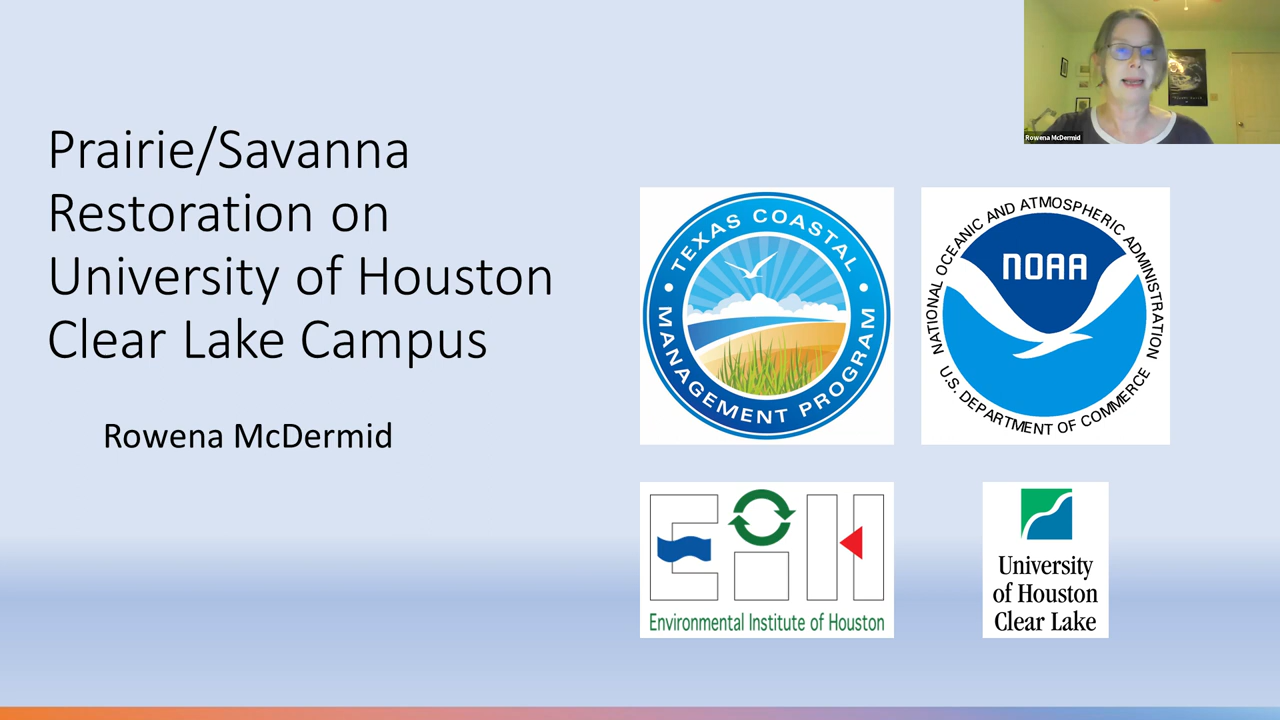 Prairie/Savanna
Restoration on
University of Houston
Clear Lake Campus
Rowena McDermid
Rowena McDermid
TEXAS COASTAL
MANAGEMENT PROGRAM
NATIONAL OCEANIC AND ATMOSPHERIC ADMINISTRATION
NOAA
U.S. DEPARTMENT OF COMMERCE
EIH
Environmental Institute of Houston
University
of Houston
Clear Lake